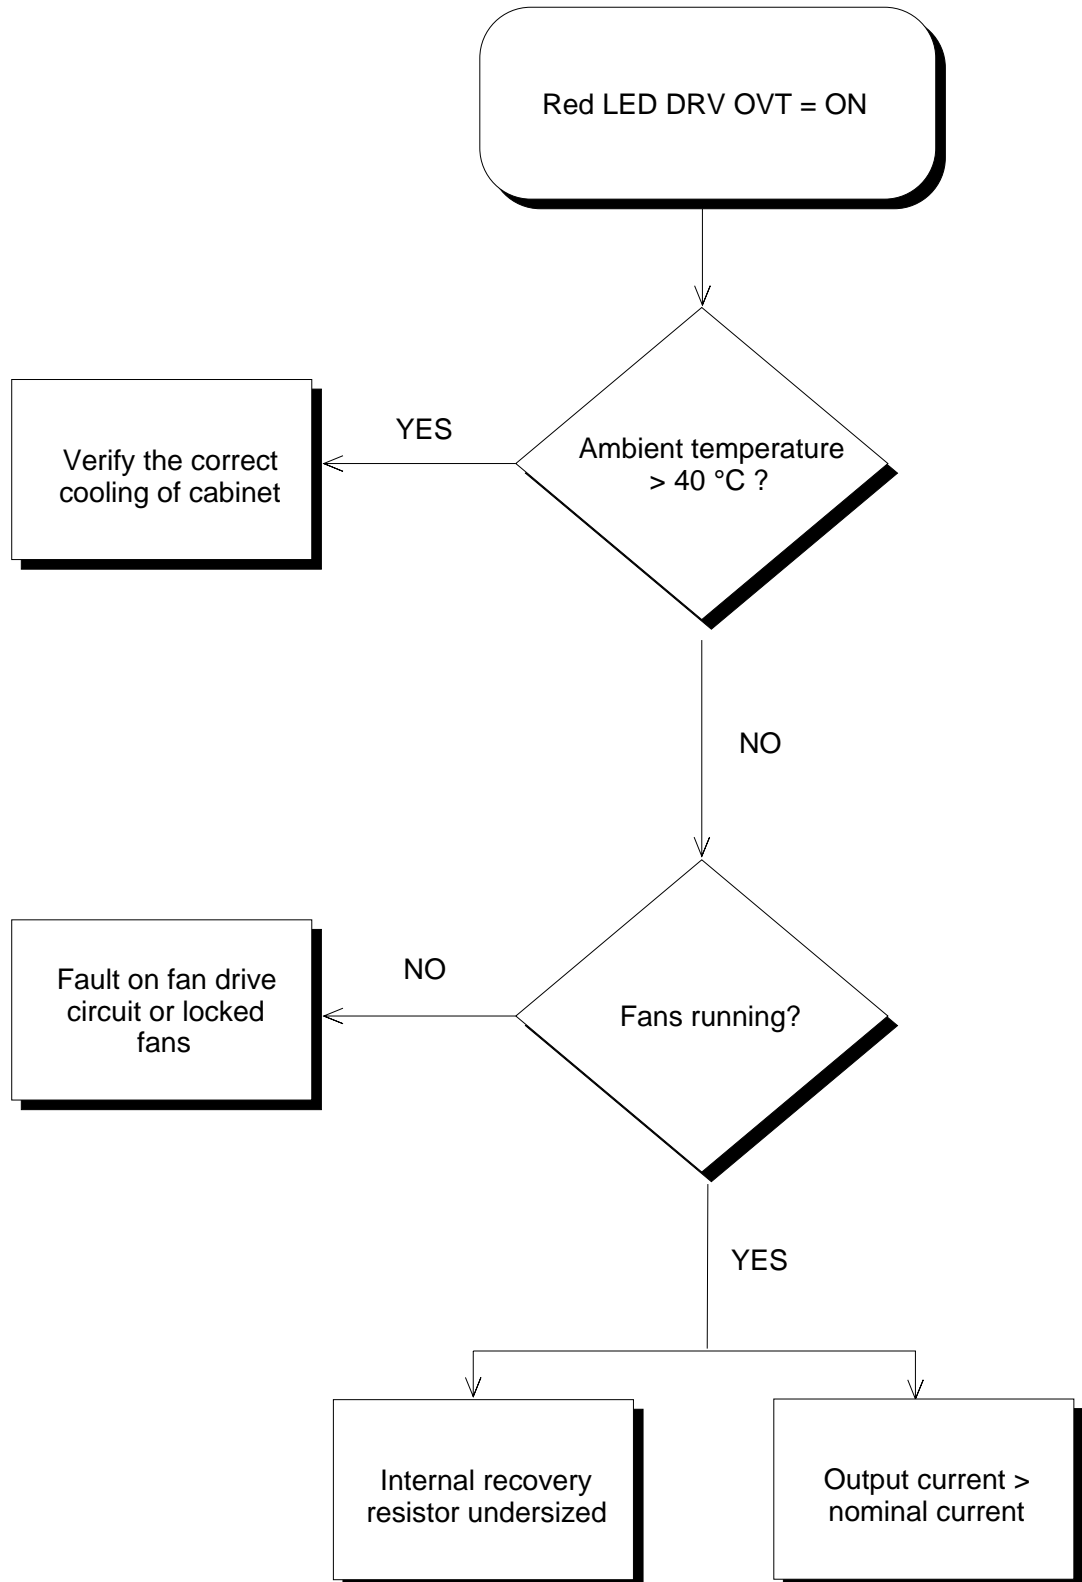 Red LED DRV OVT = ON
YES
Ambient temperature
> 40 °C ?
Verify the correct
cooling of cabinet
NO
NO
Fault on fan drive
circuit or locked
fans
Fans running?
YES
Internal recovery
resistor undersized
Output current >
nominal current